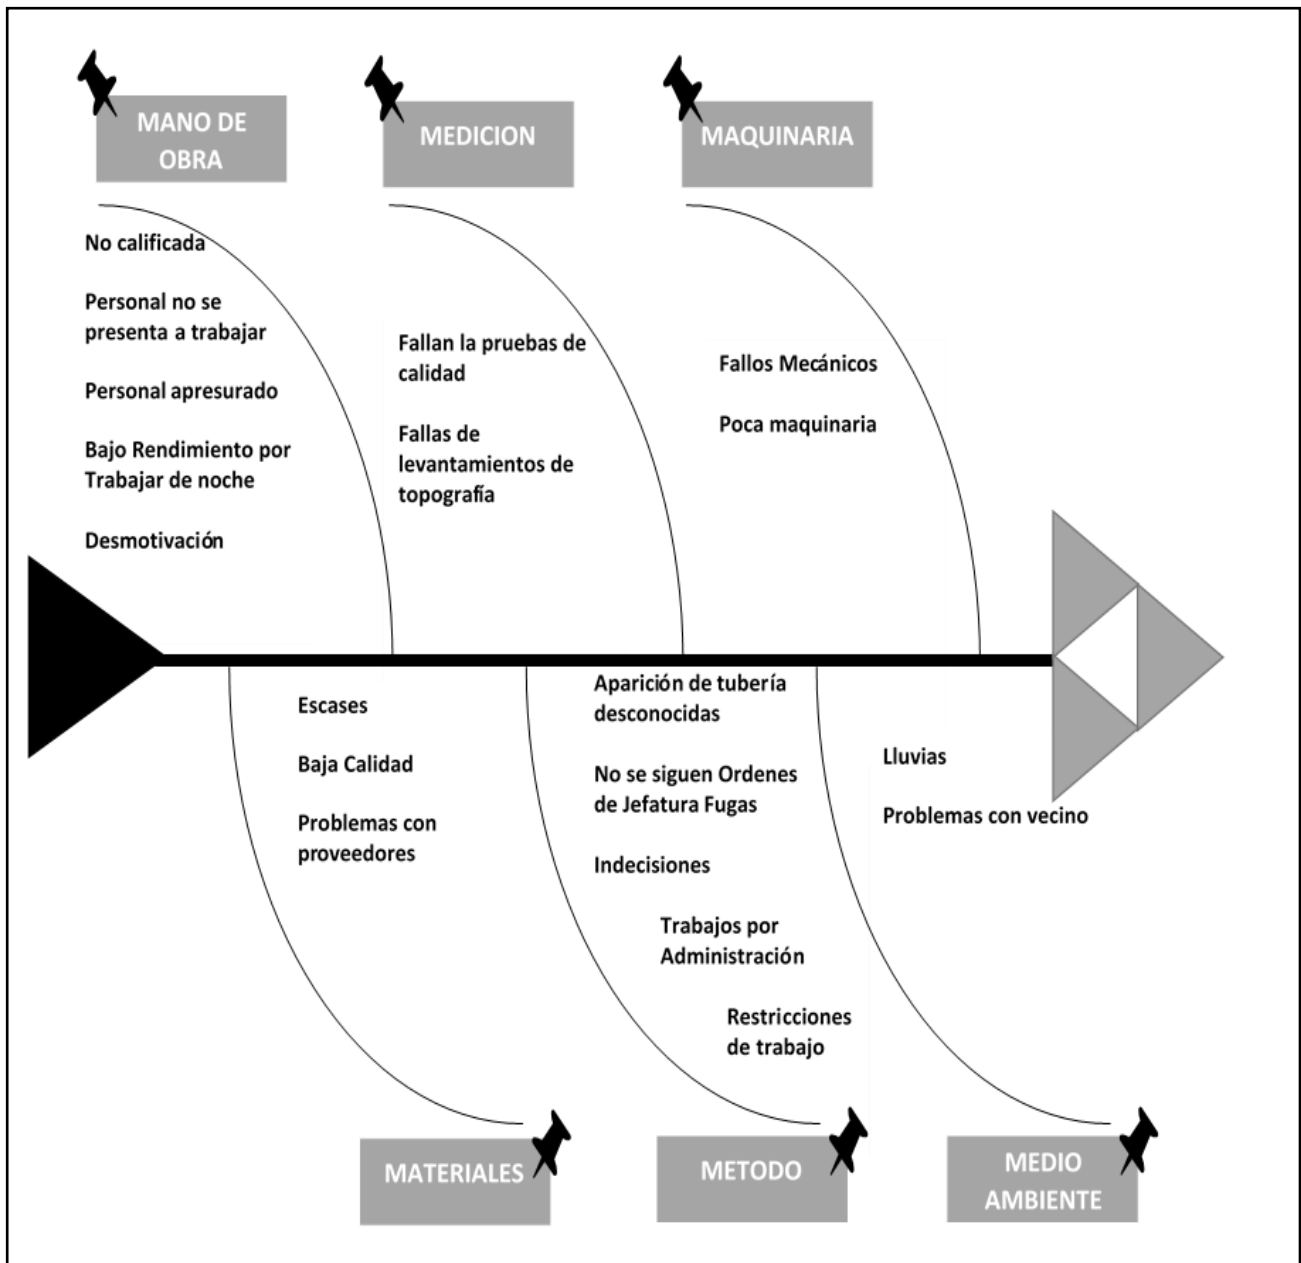 MANO DE
OBRA
MEDICION
MAQUINARIA
No calificada
Personal no se
presenta a trabajar
Personal apresurado
Bajo Rendimiento por
Trabajar de noche
Desmotivación
Fallan la pruebas de
calidad
Fallas de
levantamientos de
topografía
Fallos Mecánicos
Poca maquinaria
Escases
Baja Calidad
Problemas con
proveedores
Aparición de tubería
desconocidas
No se siguen Ordenes
de Jefatura Fugas
Indecisiones
Trabajos por
Administración
Restricciones
de trabajo
Lluvias
Problemas con vecino
MATERIALES
METODO
MEDIO
AMBIENTE